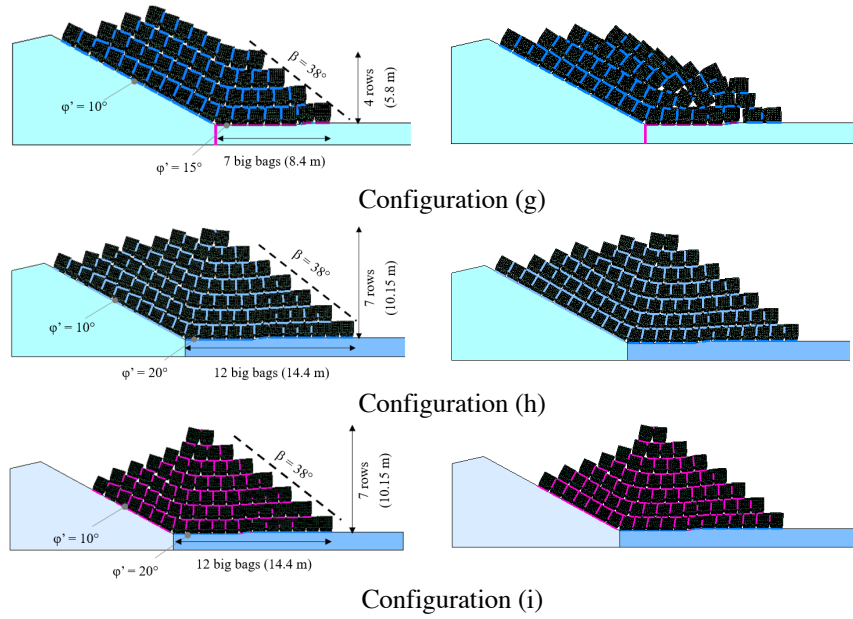 β = 38°
4 rows
(5.8 m)
φ’ = 10°
φ’ = 15°
7 big bags (8.4 m)
Configuration (g)
β = 38°
7 rows
(10.15 m)
φ’ = 10°
φ’ = 20°
12 big bags (14.4 m)
Configuration (h)
β = 38°
7 rows
(10.15 m)
φ’ = 10°
φ’ = 20°
12 big bags (14.4 m)
Configuration (i)